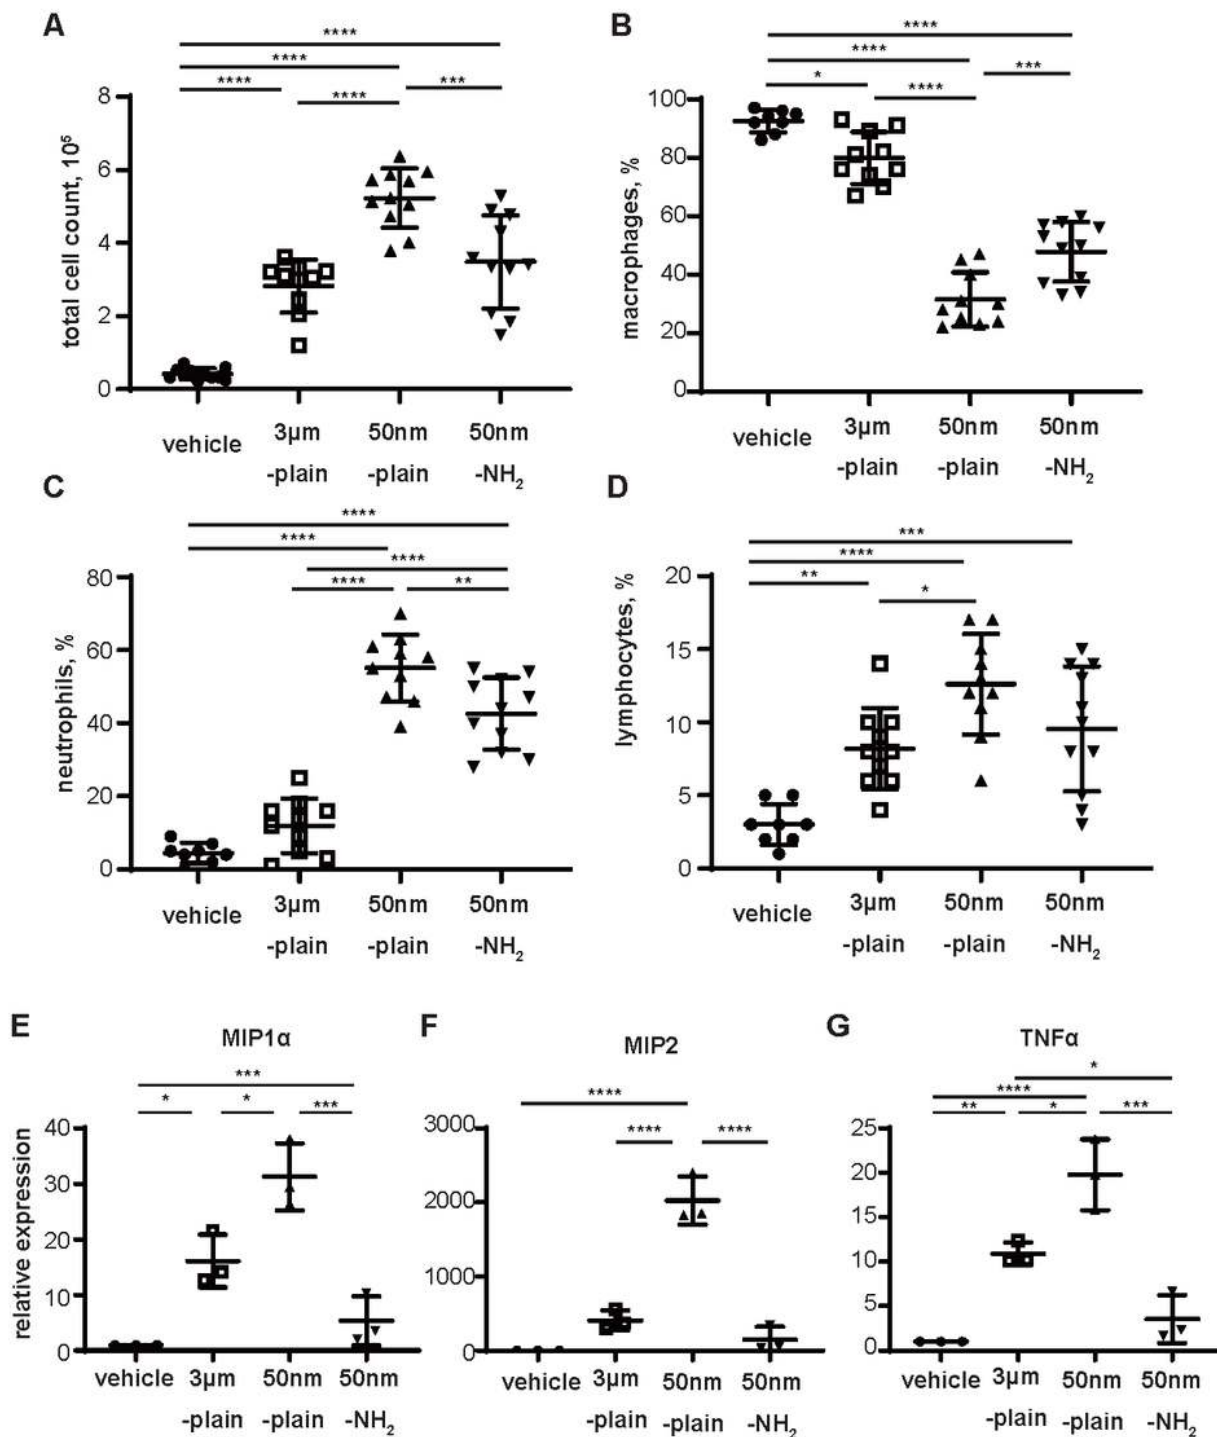 A
****
****
**** ***
****
total cell count, 10⁵
8
6
4
2
0
vehicle 3µm 50nm 50nm
-plain -plain -NH₂
B
****
****
* ***
****
macrophages, %
100
80
60
40
20
0
vehicle 3µm 50nm 50nm
-plain -plain -NH₂
C
****
****
****
**** **
neutrophils, %
80
60
40
20
0
vehicle 3µm 50nm 50nm
-plain -plain -NH₂
D
***
****
**
*
lymphocytes, %
20
15
10
5
0
vehicle 3µm 50nm 50nm
-plain -plain -NH₂
E
MIP1α
***
* * ***
relative expression
40
30
20
10
0
vehicle 3µm 50nm 50nm
-plain -plain -NH₂
F
MIP2
****
**** ****
3000
2000
1000
0
vehicle 3µm 50nm 50nm
-plain -plain -NH₂
G
TNFα
*
****
** * ***
25
20
15
10
5
0
vehicle 3µm 50nm 50nm
-plain -plain -NH₂